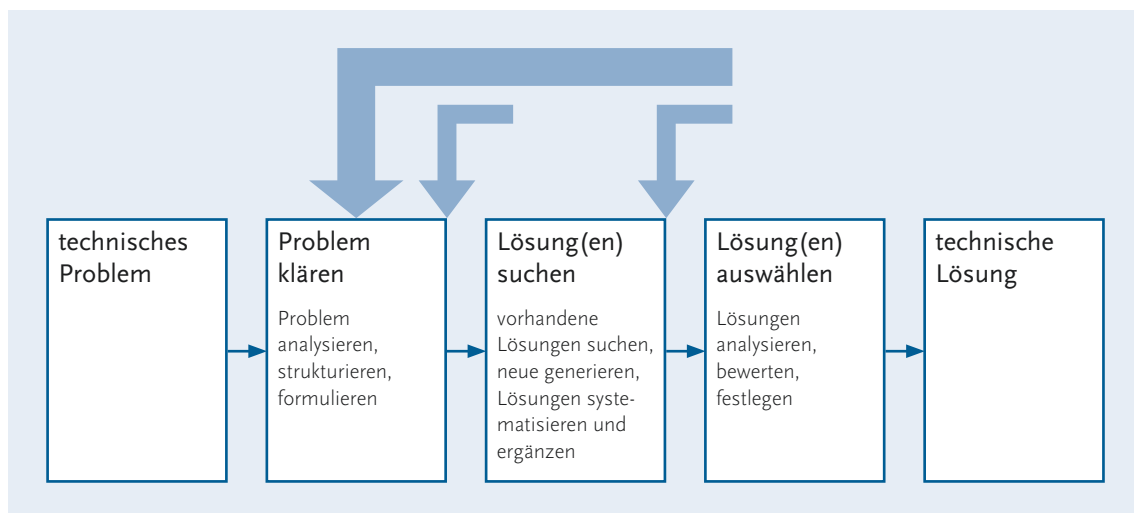 technisches
Problem
Problem
klären
Problem
analysieren,
strukturieren,
formulieren
Lösung(en)
suchen
vorhandene
Lösungen suchen,
neue generieren,
Lösungen syste-
matisieren und
ergänzen
Lösung(en)
auswählen
Lösungen
analysieren,
bewerten,
festlegen
technische
Lösung